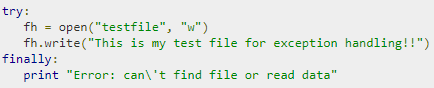 try:
   fh = open("testfile", "w")
   fh.write("This is my test file for exception handling!!")
finally:
   print "Error: can\'t find file or read data"